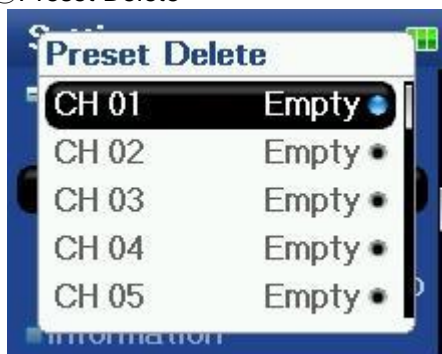 Preset Delete
CH 01 Empty
CH 02 Empty
CH 03 Empty
CH 04 Empty
CH 05 Empty